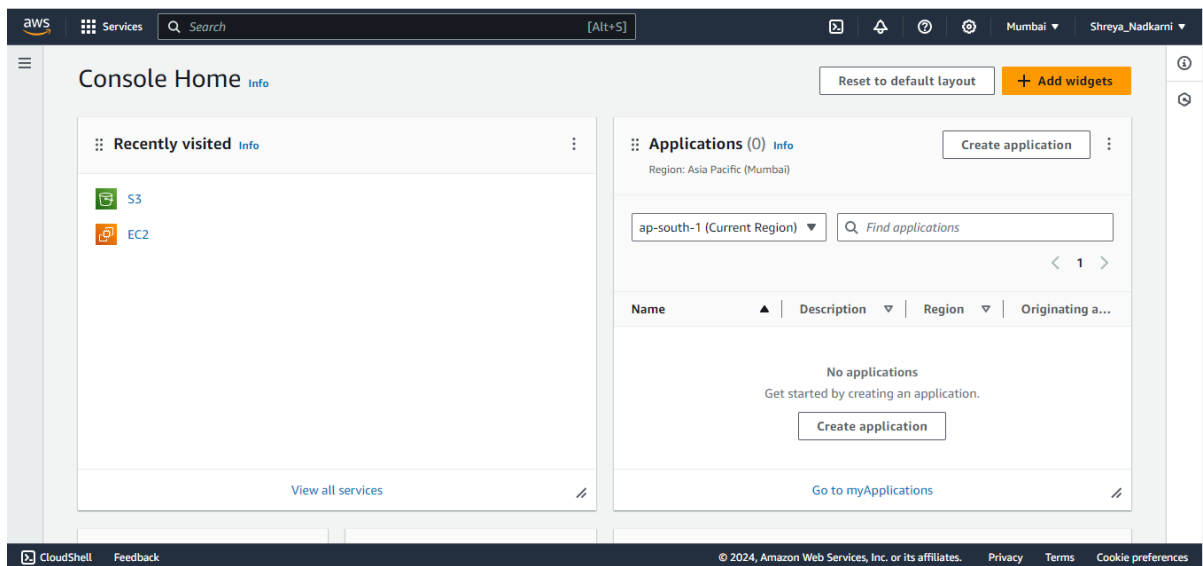 aws Services Search [Alt+S] Mumbai ▼ Shreya_Nadkarni ▼
Console Home Info
Reset to default layout
+ Add widgets
Recently visited Info
S3
EC2
View all services
Applications (0) Info
Create application
Region: Asia Pacific (Mumbai)
ap-south-1 (Current Region) ▼ Find applications
< 1 >
Name Description Region Originating a...
No applications
Get started by creating an application.
Create application
Go to myApplications
CloudShell Feedback © 2024, Amazon Web Services, Inc. or its affiliates. Privacy Terms Cookie preferences